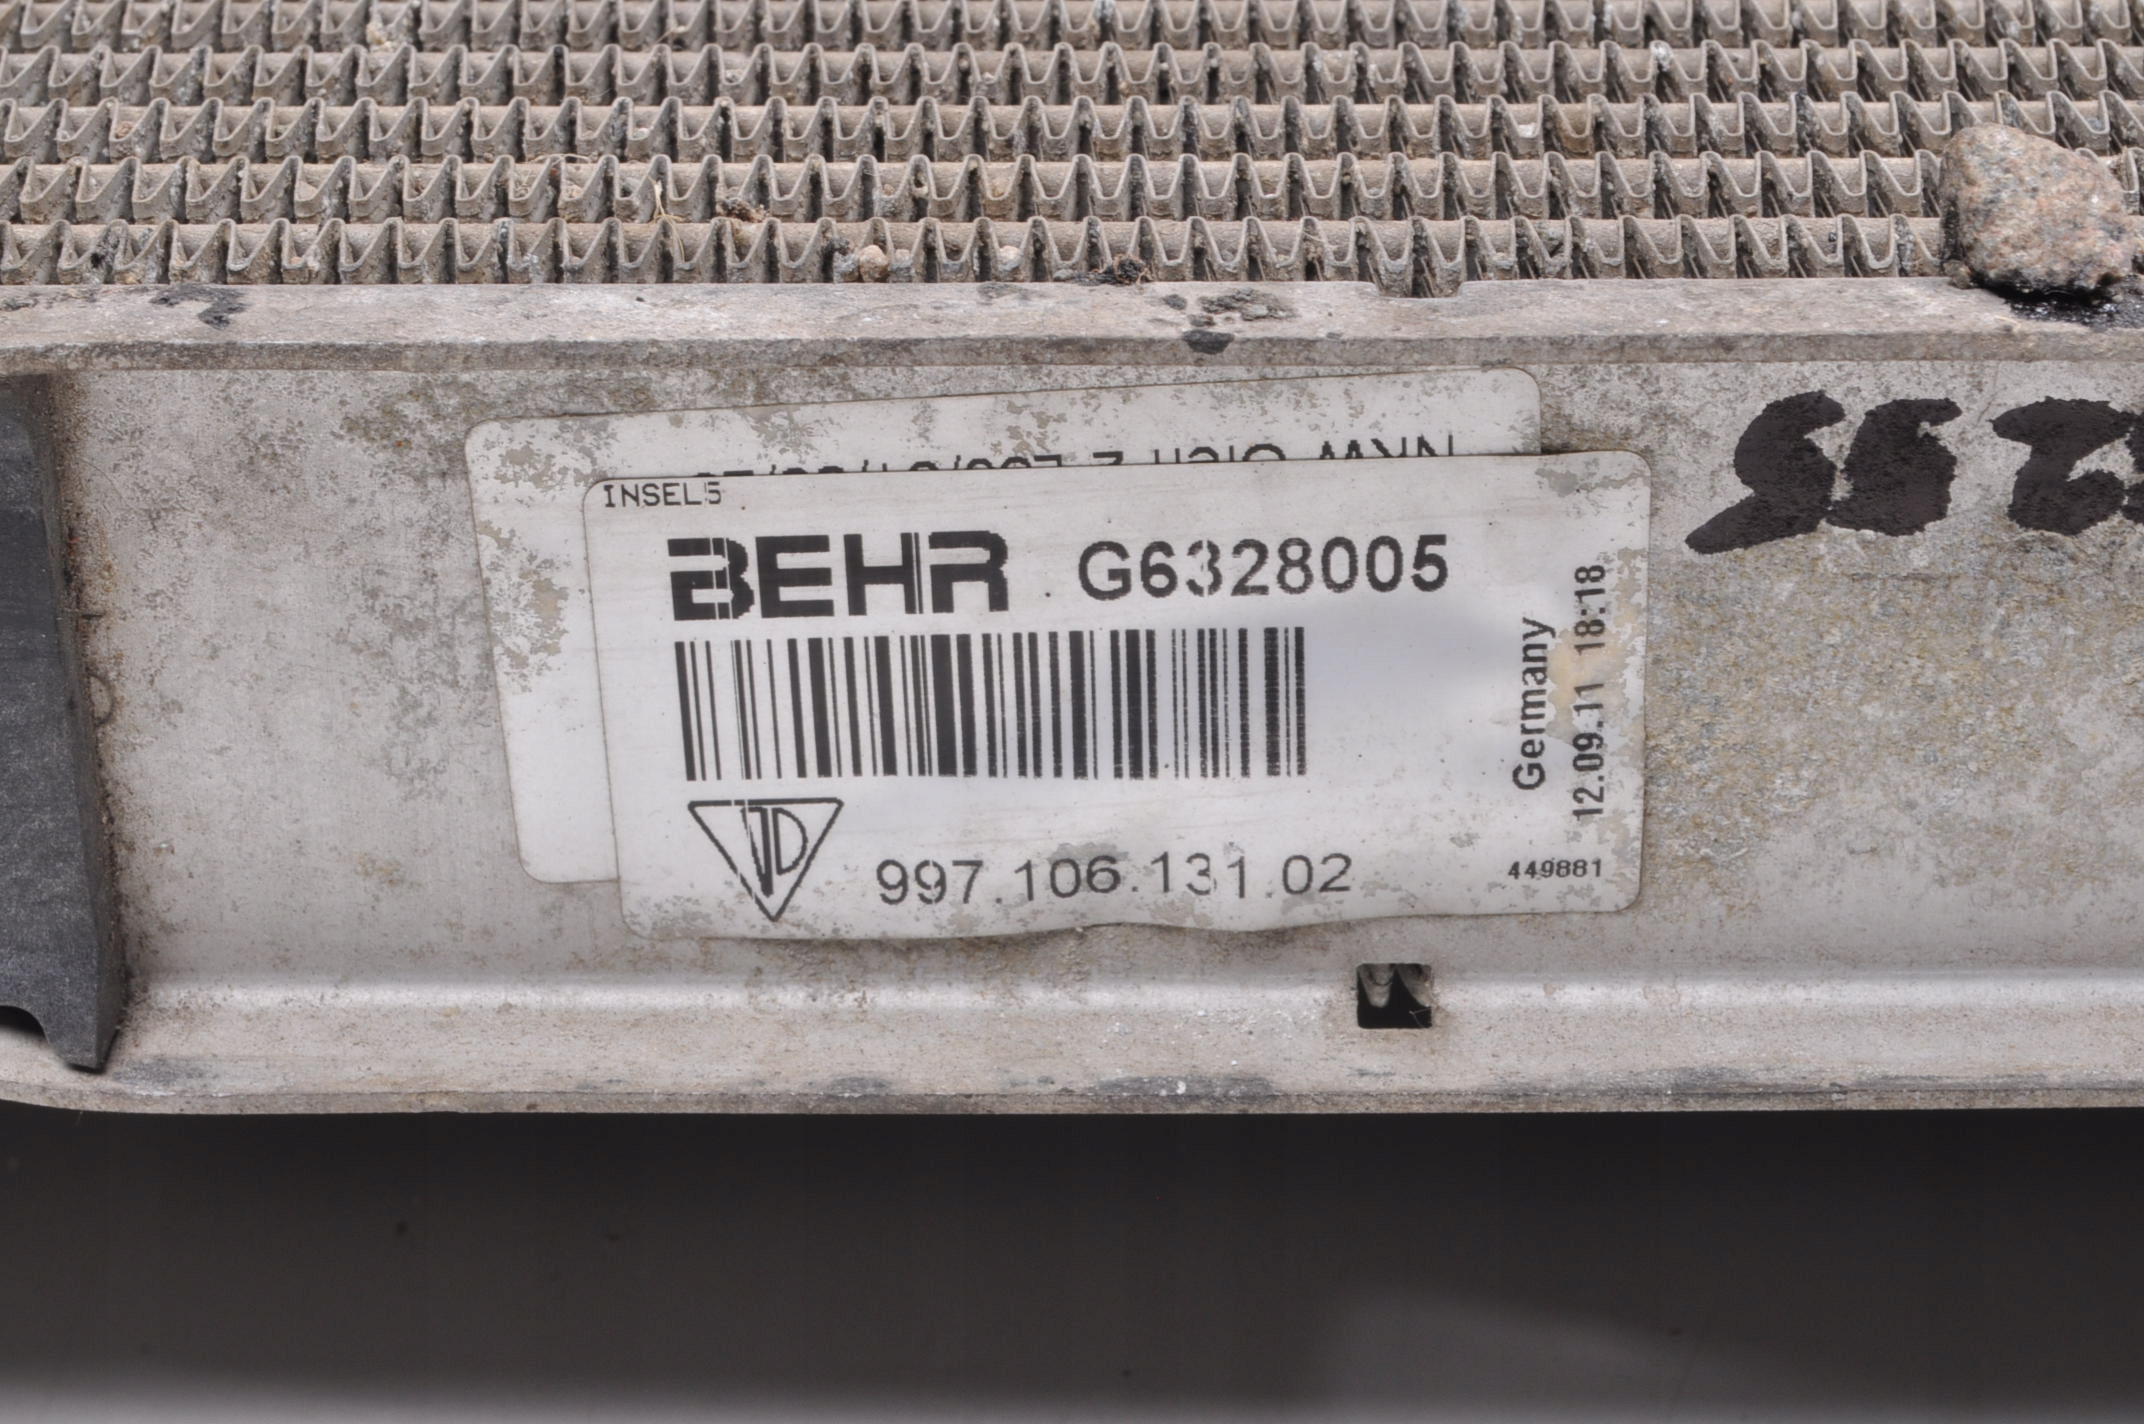 INSEL5
BEHR G6328005
Germany
12.09.11 18:18
997.106.131.02
449881